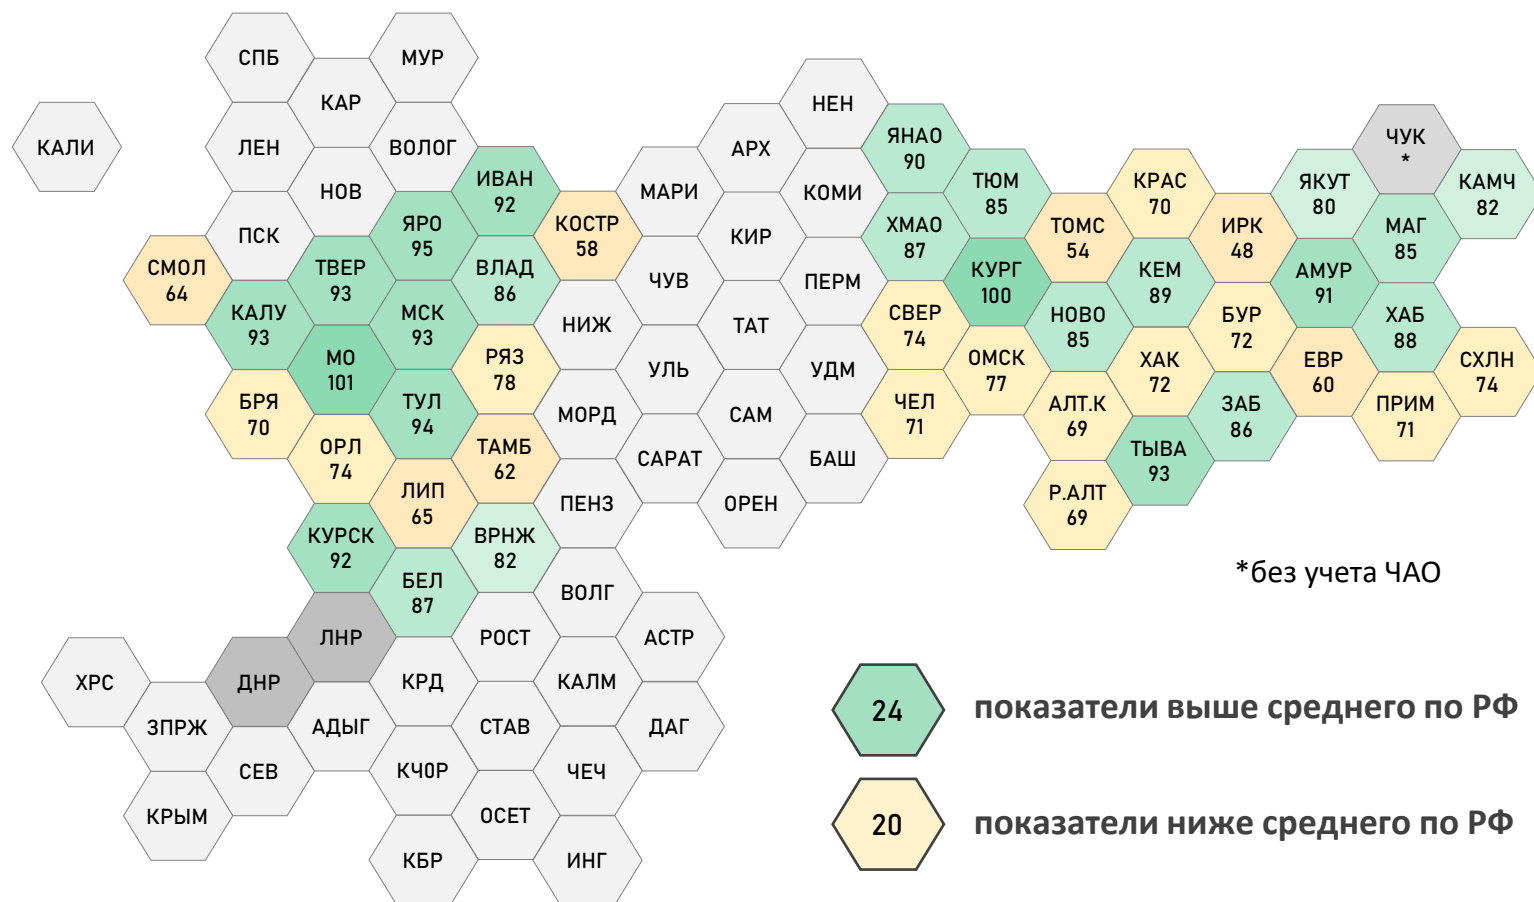 СПБ
МУР
КАР
НЕН
КАЛИ
ЛЕН
ВОЛОГ
АРХ
ЯНАО
90
ЧУК
*
НОВ
ИВАН
92
МАРИ
КОМИ
ТЮМ
85
КРАС
70
ЯКУТ
80
КАМЧ
82
ПСК
ЯРО
95
КОСТР
58
КИР
ХМАО
87
ТОМС
54
ИРК
48
МАГ
85
СМОЛ
64
ТВЕР
93
ВЛАД
86
ЧУВ
ПЕРМ
КУРГ
100
КЕМ
89
АМУР
91
КАЛУ
93
МСК
93
НИЖ
ТАТ
СВЕР
74
НОВО
85
БУР
72
ХАБ
88
МО
101
РЯЗ
78
УЛЬ
УДМ
ОМСК
77
ХАК
72
ЕВР
60
СХЛН
74
БРЯ
70
ТУЛ
94
МОРД
САМ
ЧЕЛ
71
АЛТ.К
69
ЗАБ
86
ПРИМ
71
ОРЛ
74
ТАМБ
62
САРАТ
БАШ
ТЫВА
93
ЛИП
65
ПЕНЗ
ОРЕН
Р.АЛТ
69
КУРСК
92
ВРНЖ
82
*без учета ЧАО
БЕЛ
87
ВОЛГ
ЛНР
РОСТ
АСТР
ХРС
ДНР
КРД
КАЛМ
24
показатели выше среднего по РФ
ЗПРЖ
АДЫГ
СТАВ
ДАГ
СЕВ
КЧОР
ЧЕЧ
КРЫМ
ОСЕТ
20
показатели ниже среднего по РФ
КБР
ИНГ